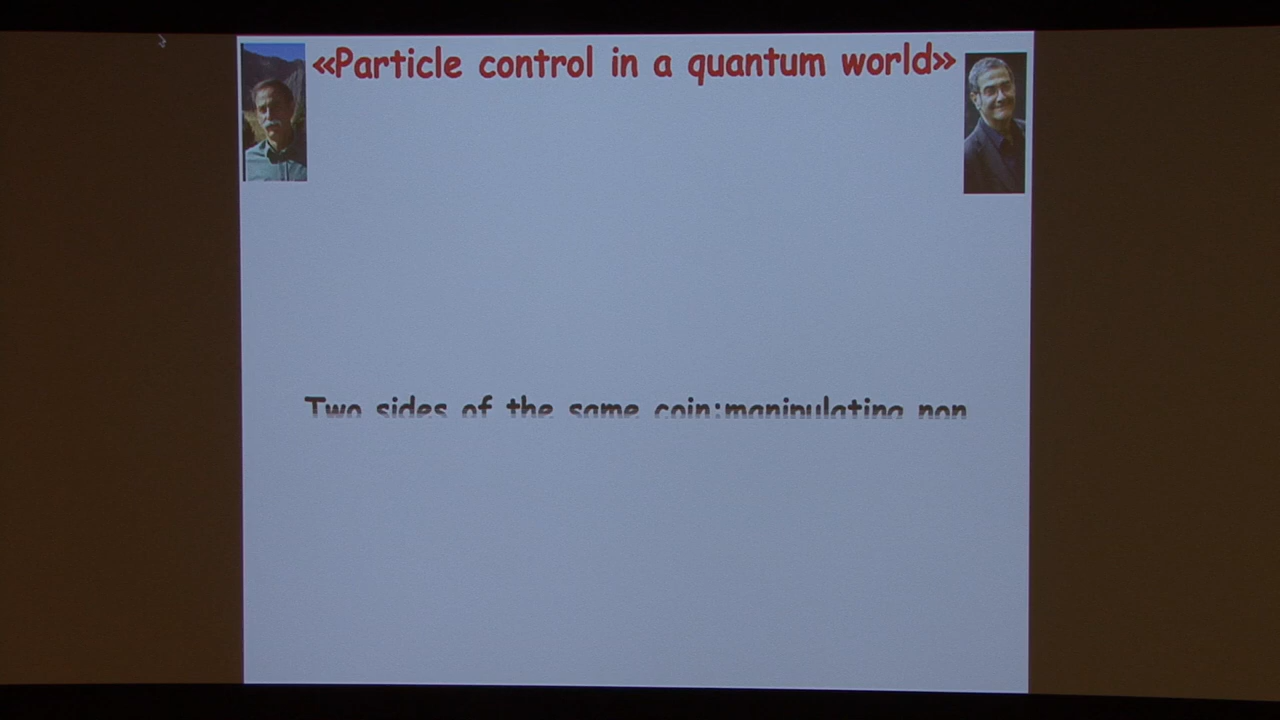 «Particle control in a quantum world»
Two sides of the same coin:manipulating non